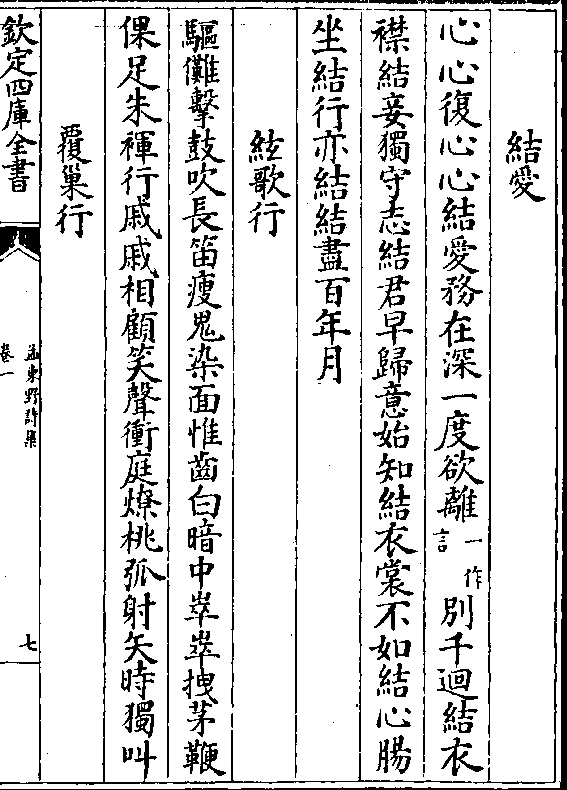 結愛
心心復心心結愛務在深一度欲離一作言別千迴結衣
襟結妾獨守志結君早歸意始知結衣裳不如結心腸
坐結行亦結結盡百年月
絃歌行
驅儺擊鼓吹長笛瘦鬼染面惟齒白暗中崒崒拽茅鞭
倮足朱褌行戚戚相顧笑聲衝庭燎桃弧射矢時獨叫
覆巢行
欽定四庫全書
孟東野詩集
卷一
七